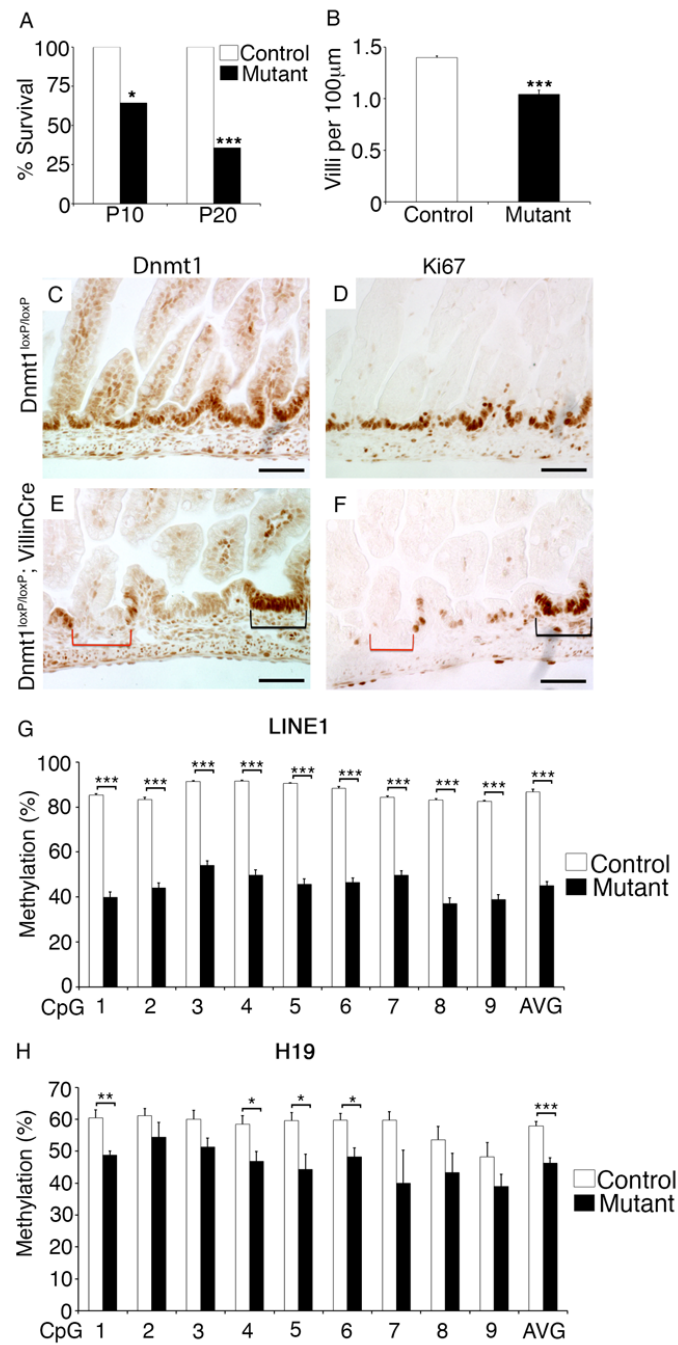 A
B
100
75
50
25
0
% Survival
Control
Mutant
*
***
P10
P20
1.5
1.0
0.5
0
Villi per 100µm
***
Control
Mutant
Dnmt1
Ki67
Dnmt1loxP/loxP
C
D
Dnmt1loxP/loxP; VillinCre
E
F
G
LINE1
100
80
60
40
20
0
Methylation (%)
*** *** *** *** *** *** *** *** *** ***
Control
Mutant
CpG 1 2 3 4 5 6 7 8 9 AVG
H
H19
70
60
50
40
30
20
10
0
Methylation (%)
** * * * ***
Control
Mutant
CpG 1 2 3 4 5 6 7 8 9 AVG